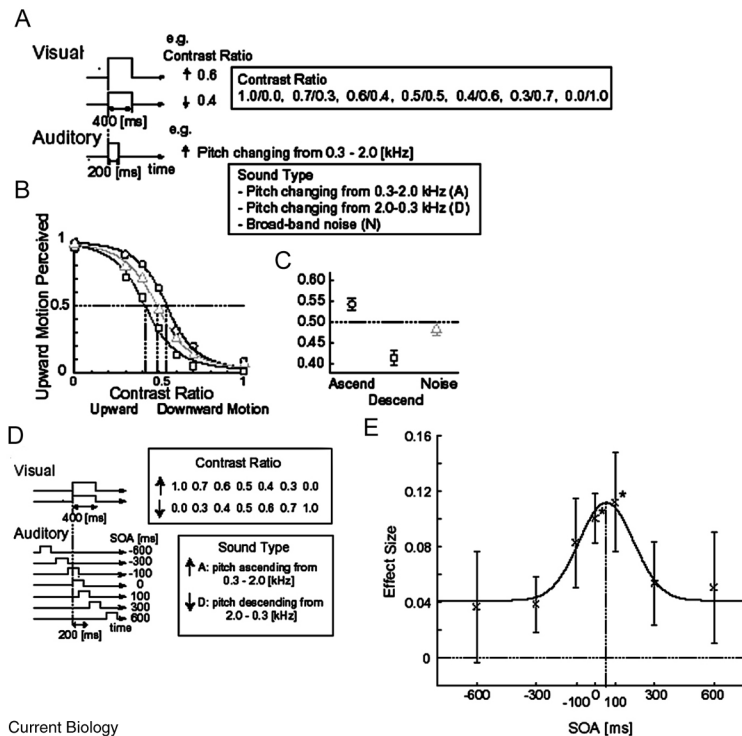 A
Visual
e.g.
Contrast Ratio
↑ 0.6
↓ 0.4
400 [ms]
Contrast Ratio
1.0/0.0, 0.7/0.3, 0.6/0.4, 0.5/0.5, 0.4/0.6, 0.3/0.7, 0.0/1.0
Auditory
e.g.
↑ Pitch changing from 0.3 - 2.0 [kHz]
200 [ms]
time
Sound Type
- Pitch changing from 0.3-2.0 kHz (A)
- Pitch changing from 2.0-0.3 kHz (D)
- Broad-band noise (N)
B
Upward Motion Perceived
1
0.5
0
0 0.5 1
Contrast Ratio
Upward Downward Motion
C
0.60
0.55
0.50
0.45
0.40
Ascend Noise
Descend
D
Visual
400 [ms]
Contrast Ratio
↑ 1.0 0.7 0.6 0.5 0.4 0.3 0.0
↓ 0.0 0.3 0.4 0.5 0.6 0.7 1.0
Auditory
SOA [ms]
-600
-300
-100
0
100
300
600
time
200 [ms]
Sound Type
↑ A: pitch ascending from
0.3 - 2.0 [kHz]
↓ D: pitch descending from
2.0 - 0.3 [kHz]
E
Effect Size
0.16
0.12
0.08
0.04
0
* *
-600 -300 -100 0 100 300 600
SOA [ms]
Current Biology